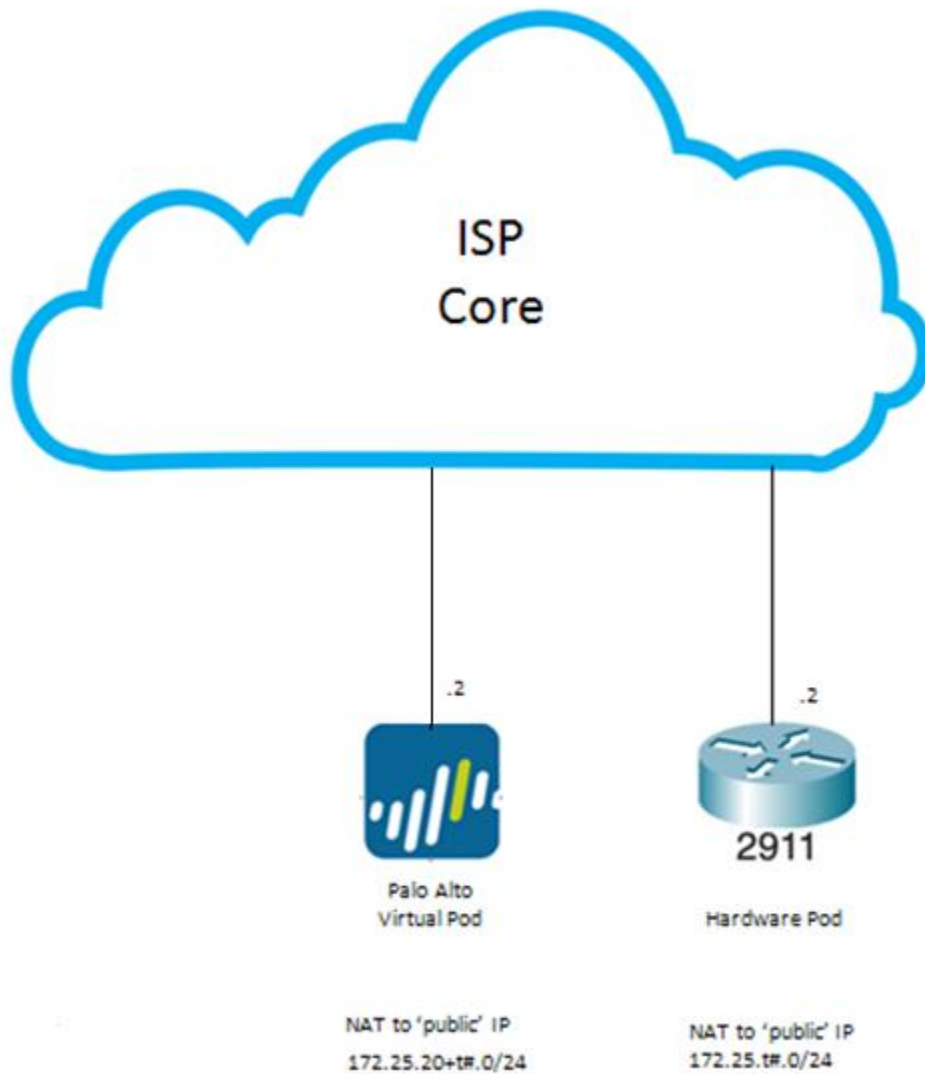 ISP
Core
.2
.2
2911
Palo Alto
Virtual Pod
Hardware Pod
NAT to 'public' IP
172.25.20+t#.0/24
NAT to 'public' IP
172.25.t#.0/24